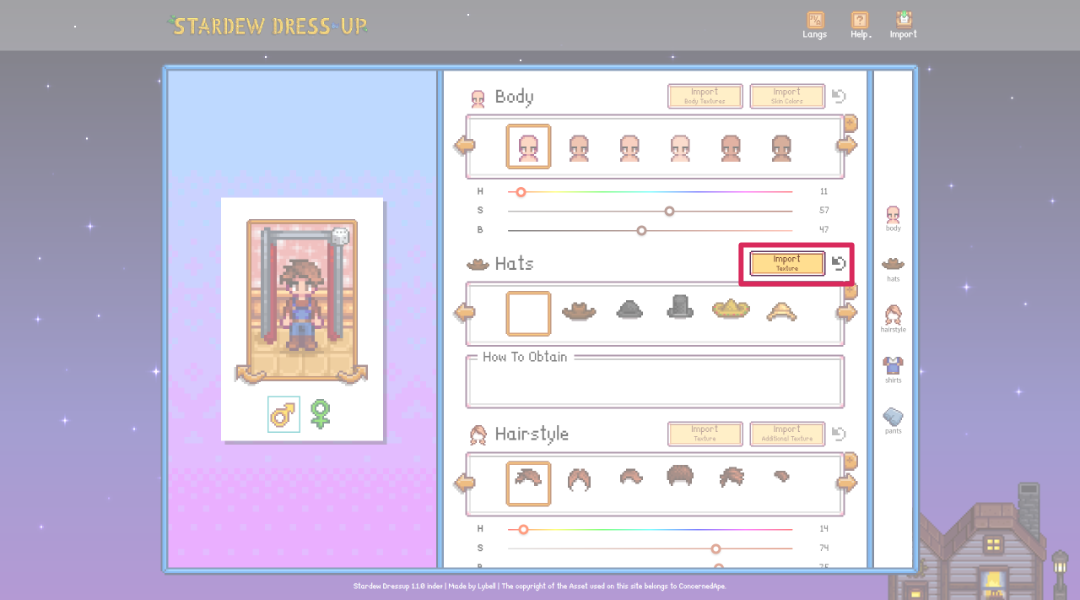 STARDEW DRESS-UP
Langs
Help.
Import
Body
Import
Body Textures
Import
Slim Colors
H
11
S
57
B
47
Hats
Import
Texture
How To Obtain
Hairstyle
Import
Texture
Import
Additional Texture
H
14
S
74
B
body
hats
hairstyle
shirts
pants
Stardew Dressup 1.1.0 index | Made by Lybell | The copyright of the Asset used on this site belongs to ConcernedApe.